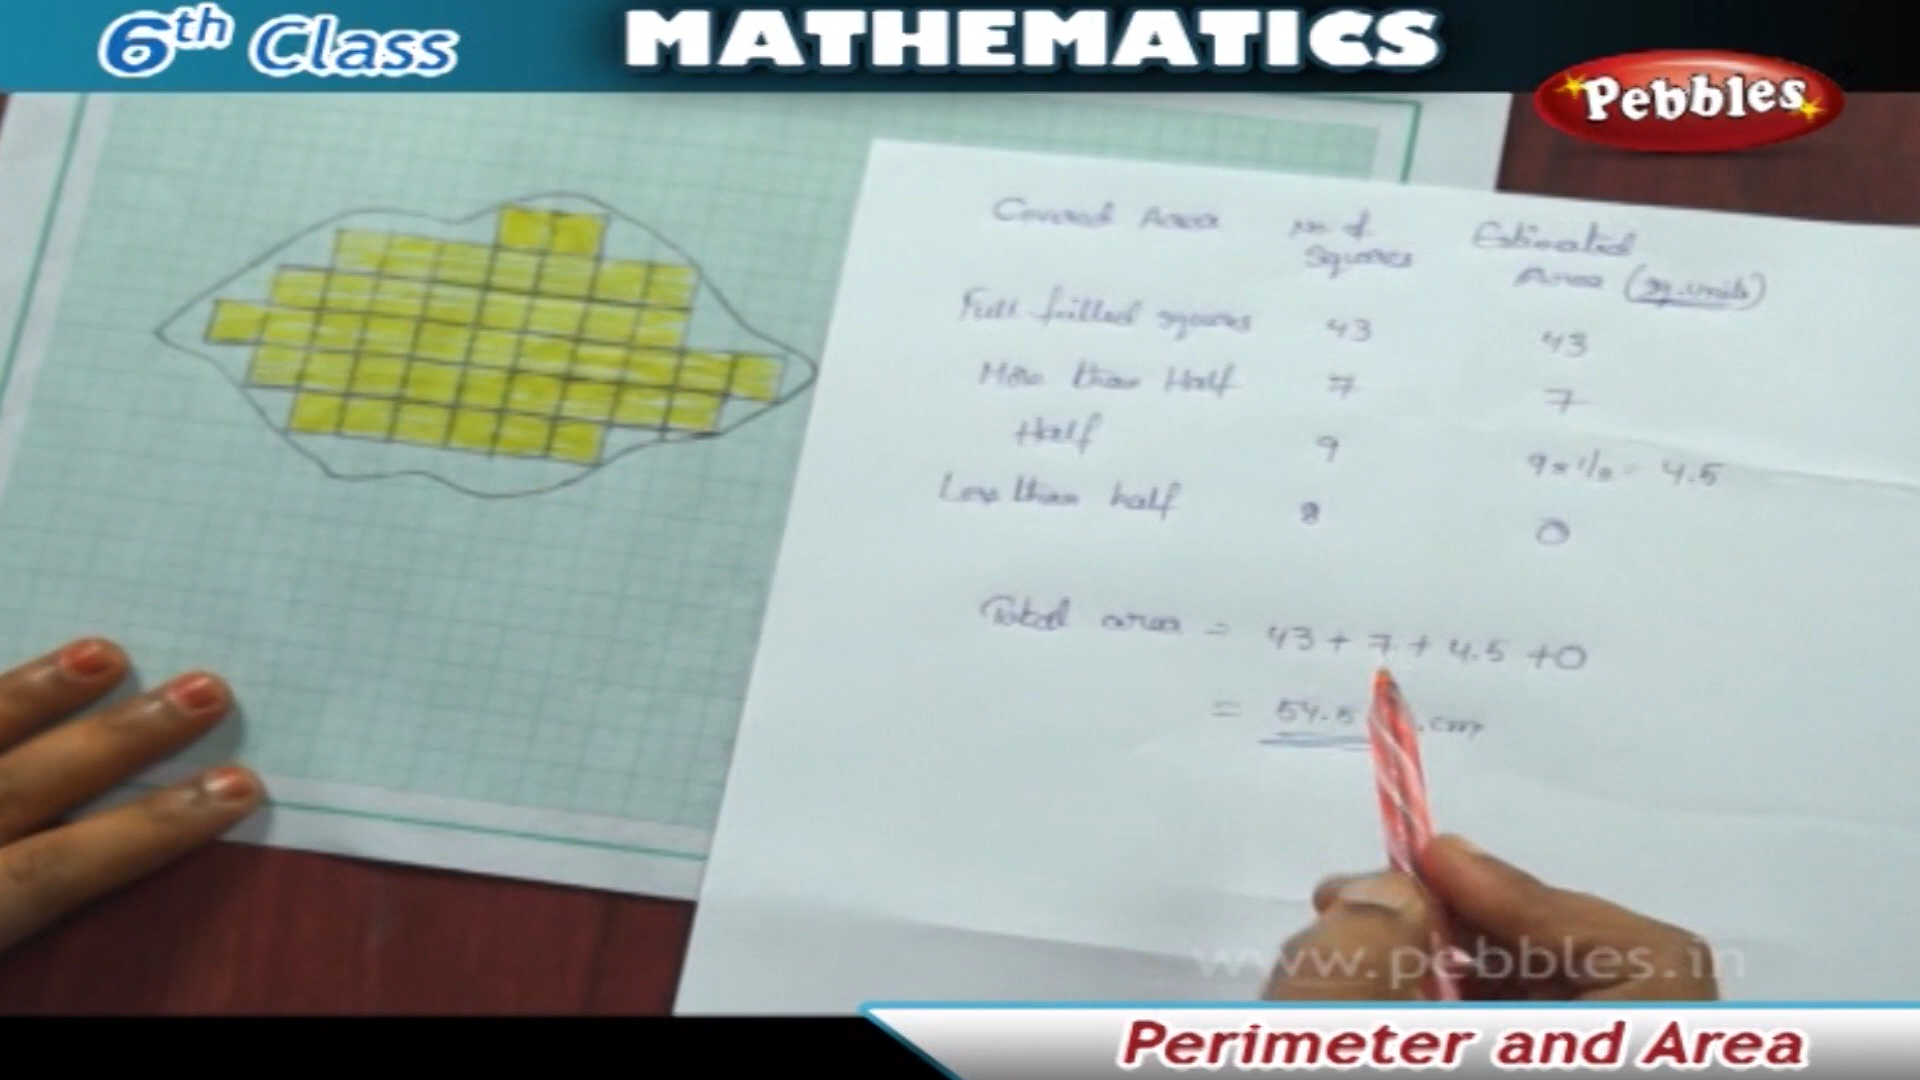 6th Class
MATHEMATICS
Pebbles
Covered Area No. of Squares Estimated Area (sq.units)
Full filled squares 43 43
More than Half 7 7
Half 9 9x1/2 = 4.5
Less than half 8 0
Total area = 43+7+4.5+0
= 54.5 .cm
www.pebbles.in
Perimeter and Area